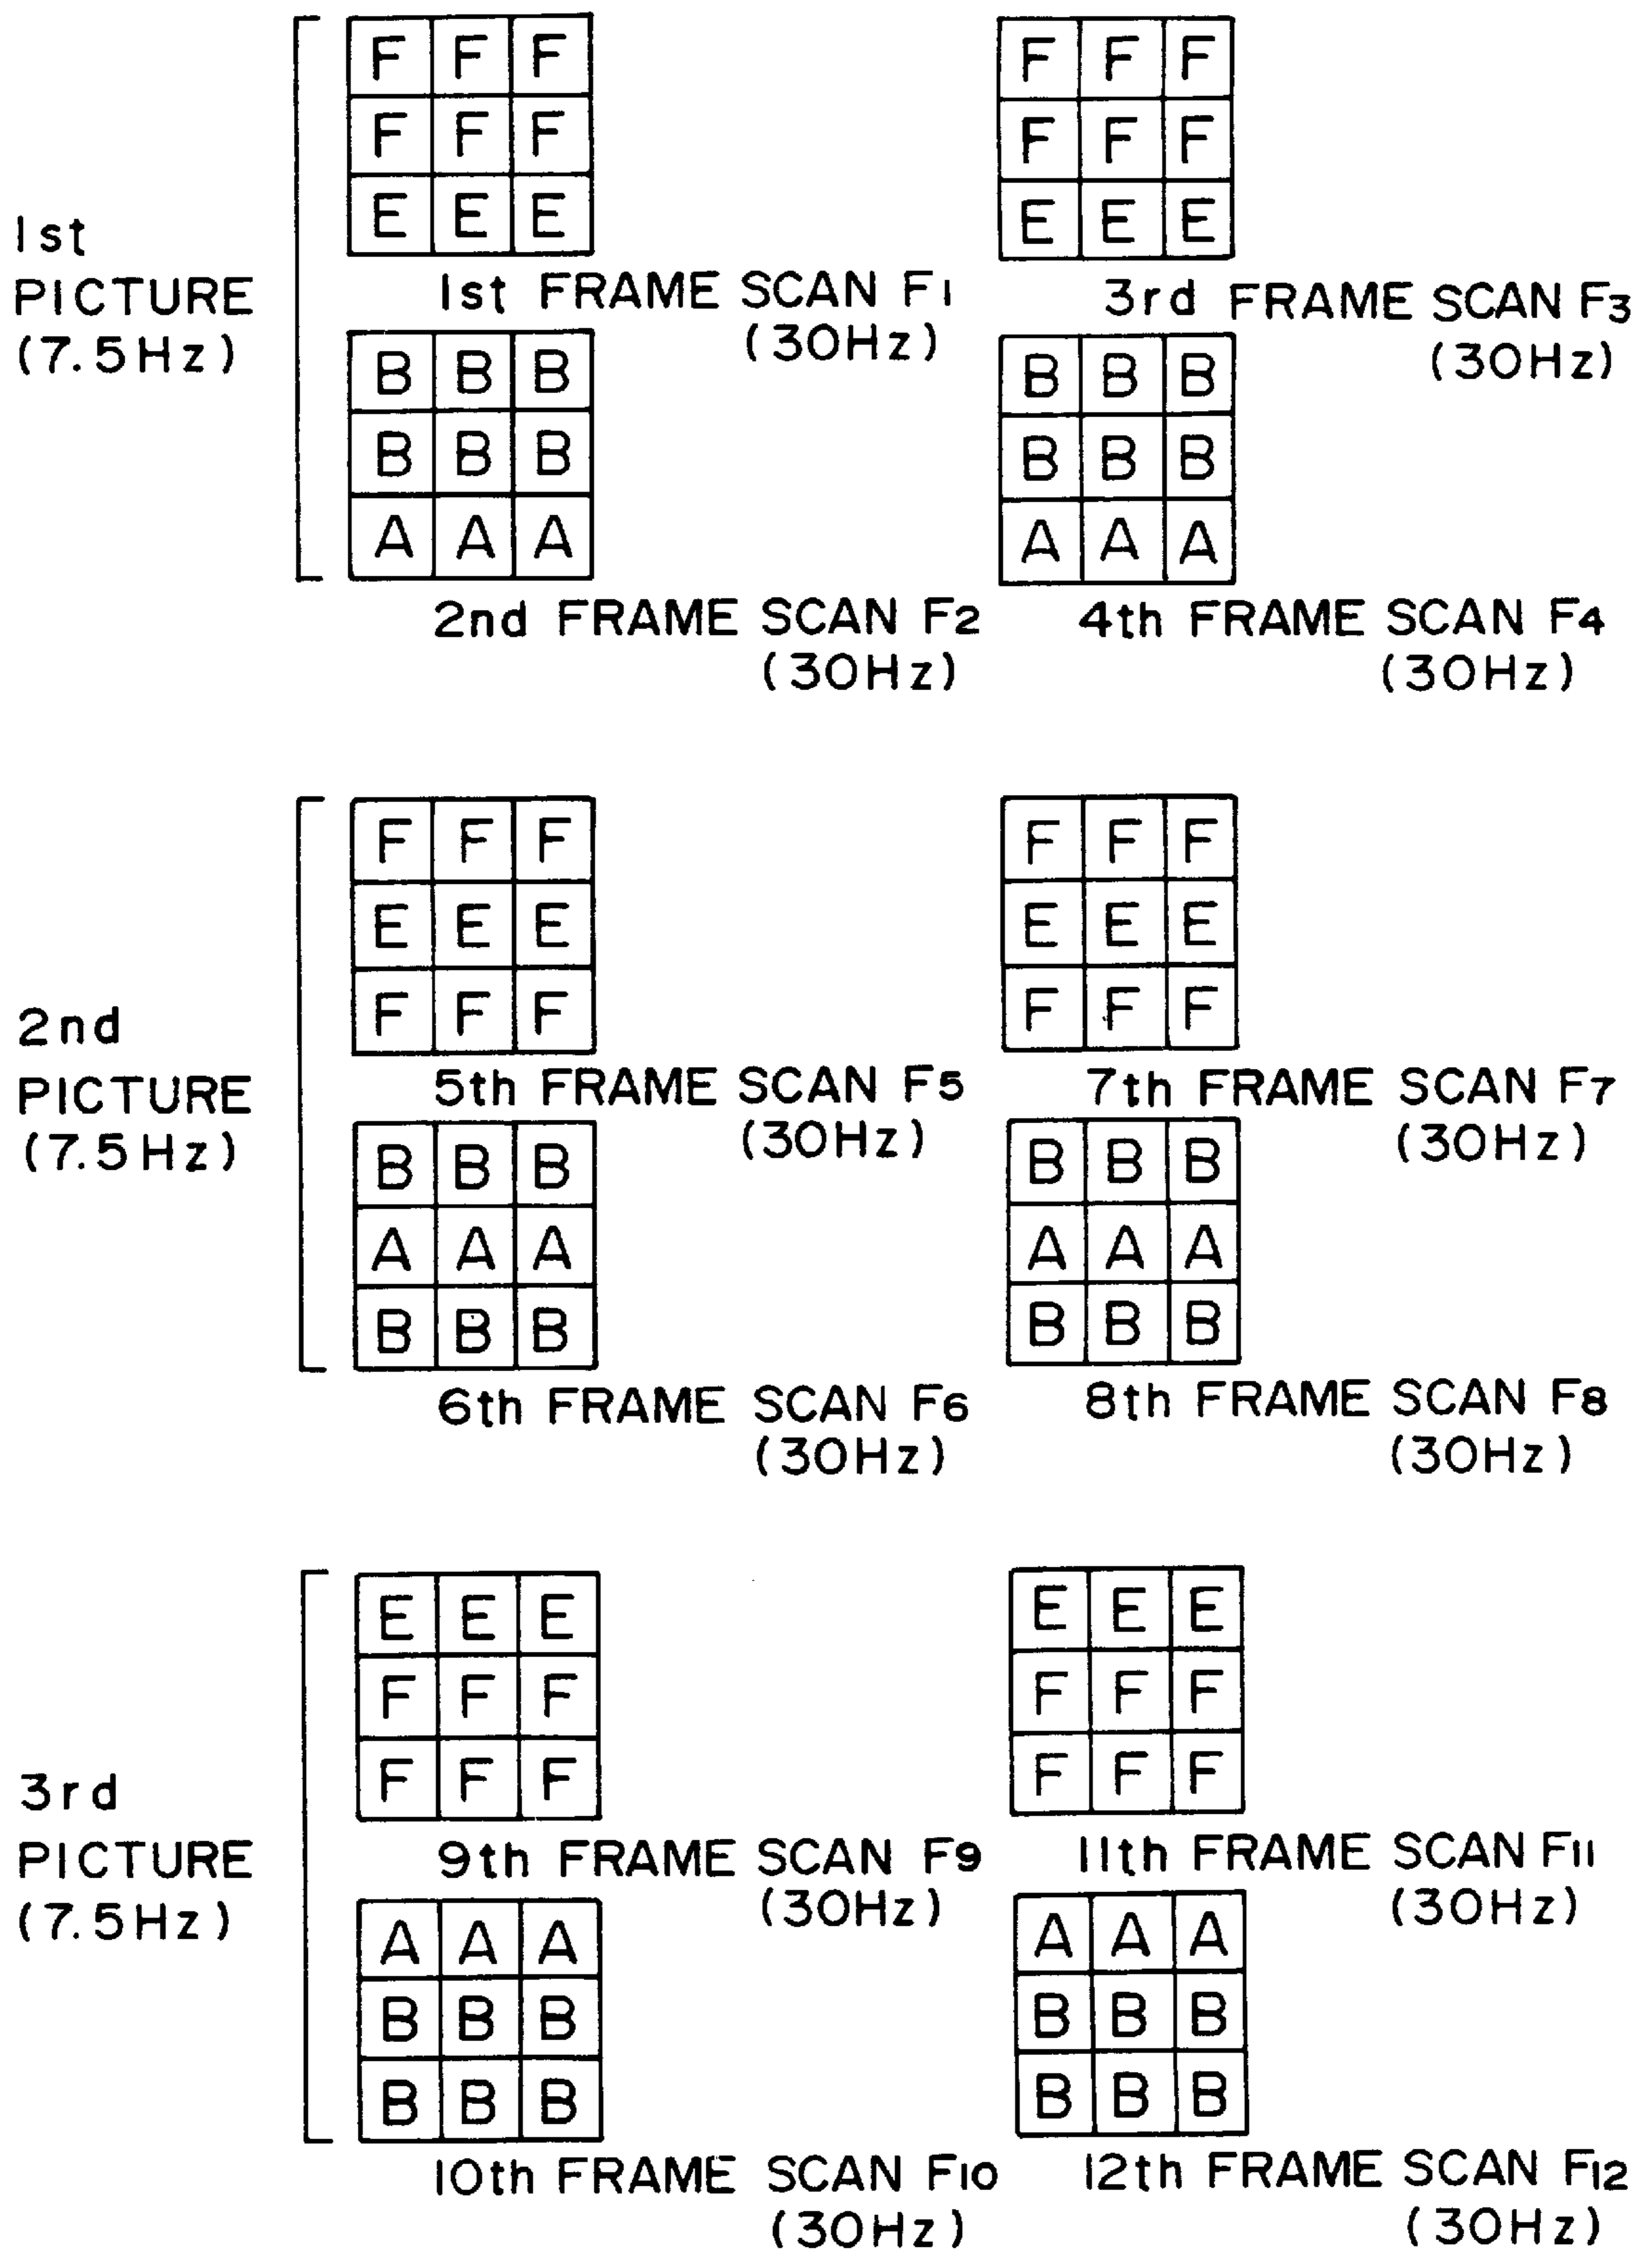 1st
PICTURE
(7.5Hz)
F F F
F F F
E E E
1st FRAME SCAN F1
(30Hz)
B B B
B B B
A A A
2nd FRAME SCAN F2
(30Hz)
F F F
F F F
E E E
3rd FRAME SCAN F3
(30Hz)
B B B
B B B
A A A
4th FRAME SCAN F4
(30Hz)
2nd
PICTURE
(7.5Hz)
F F F
E E E
F F F
5th FRAME SCAN F5
(30Hz)
B B B
A A A
B B B
6th FRAME SCAN F6
(30Hz)
F F F
E E E
F F F
7th FRAME SCAN F7
(30Hz)
B B B
A A A
B B B
8th FRAME SCAN F8
(30Hz)
3rd
PICTURE
(7.5Hz)
E E E
F F F
F F F
9th FRAME SCAN F9
(30Hz)
A A A
B B B
B B B
10th FRAME SCAN F10
(30Hz)
E E E
F F F
F F F
11th FRAME SCAN F11
(30Hz)
A A A
B B B
B B B
12th FRAME SCAN F12
(30Hz)